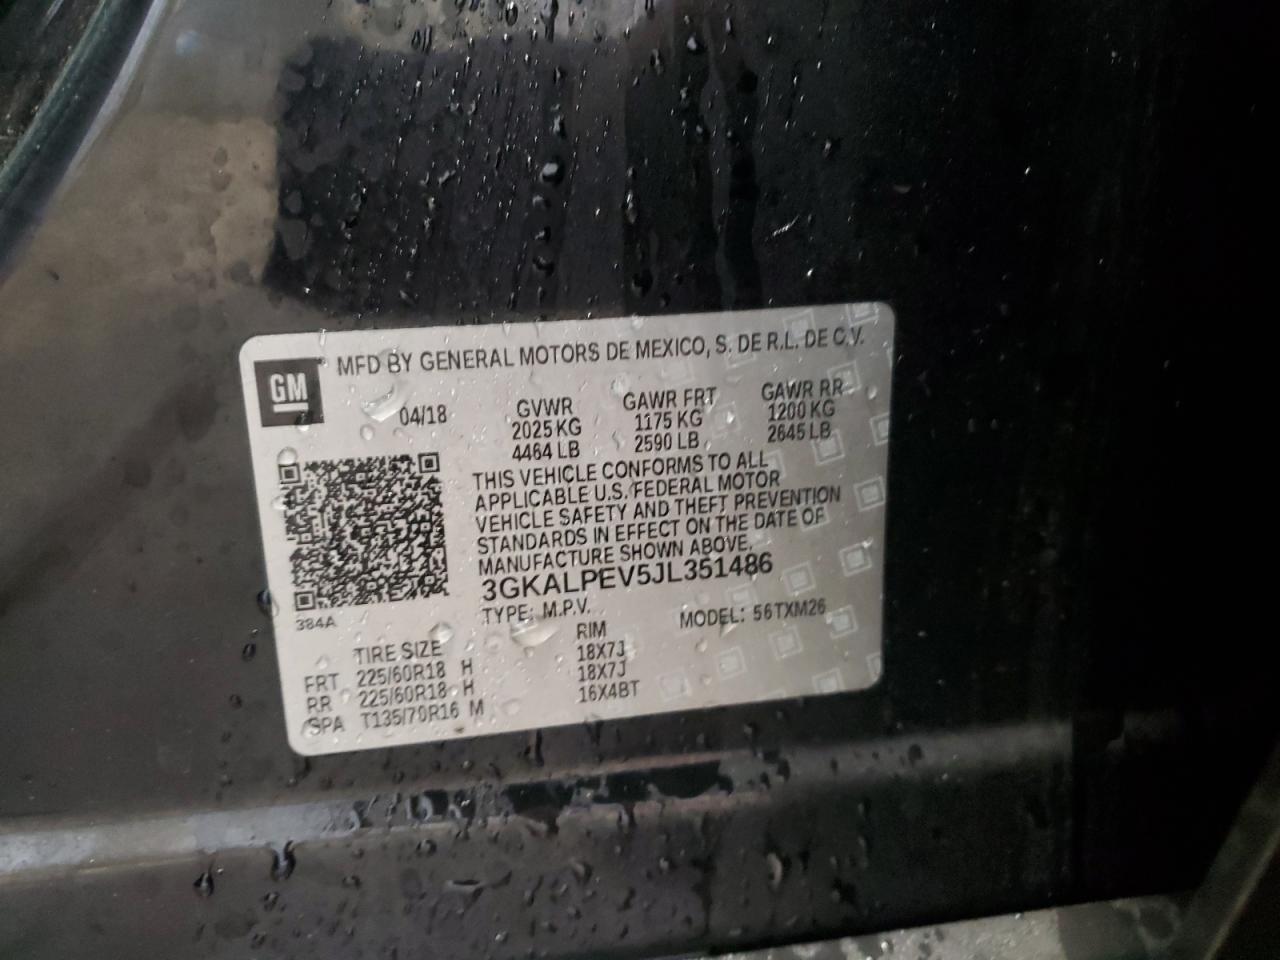 GM
MFD BY GENERAL MOTORS DE MEXICO, S. DE R.L. DE C.V.
04/18
GVWR GAWR FRT GAWR RR
2025 KG 1175 KG 1200 KG
4464 LB 2590 LB 2645 LB
THIS VEHICLE CONFORMS TO ALL
APPLICABLE U.S. FEDERAL MOTOR
VEHICLE SAFETY AND THEFT PREVENTION
STANDARDS IN EFFECT ON THE DATE OF
MANUFACTURE SHOWN ABOVE.
3GKALPEV5JL351486
384A
TYPE: M.P.V. MODEL: 56TXM26
TIRE SIZE RIM
FRT 225/60R18 H 18X7J
RR 225/60R18 H 18X7J
SPA T135/70R16 M 16X4BT